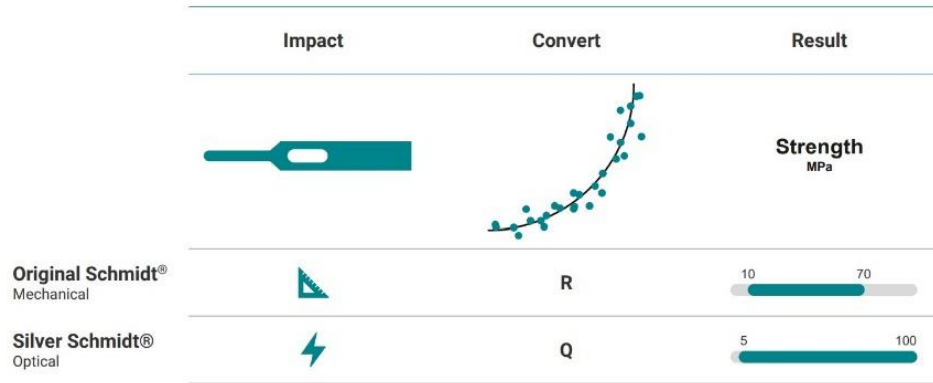 Impact Convert Result
Strength
MPa
Original Schmidt®
Mechanical
R
10 70
Silver Schmidt®
Optical
Q
5 100